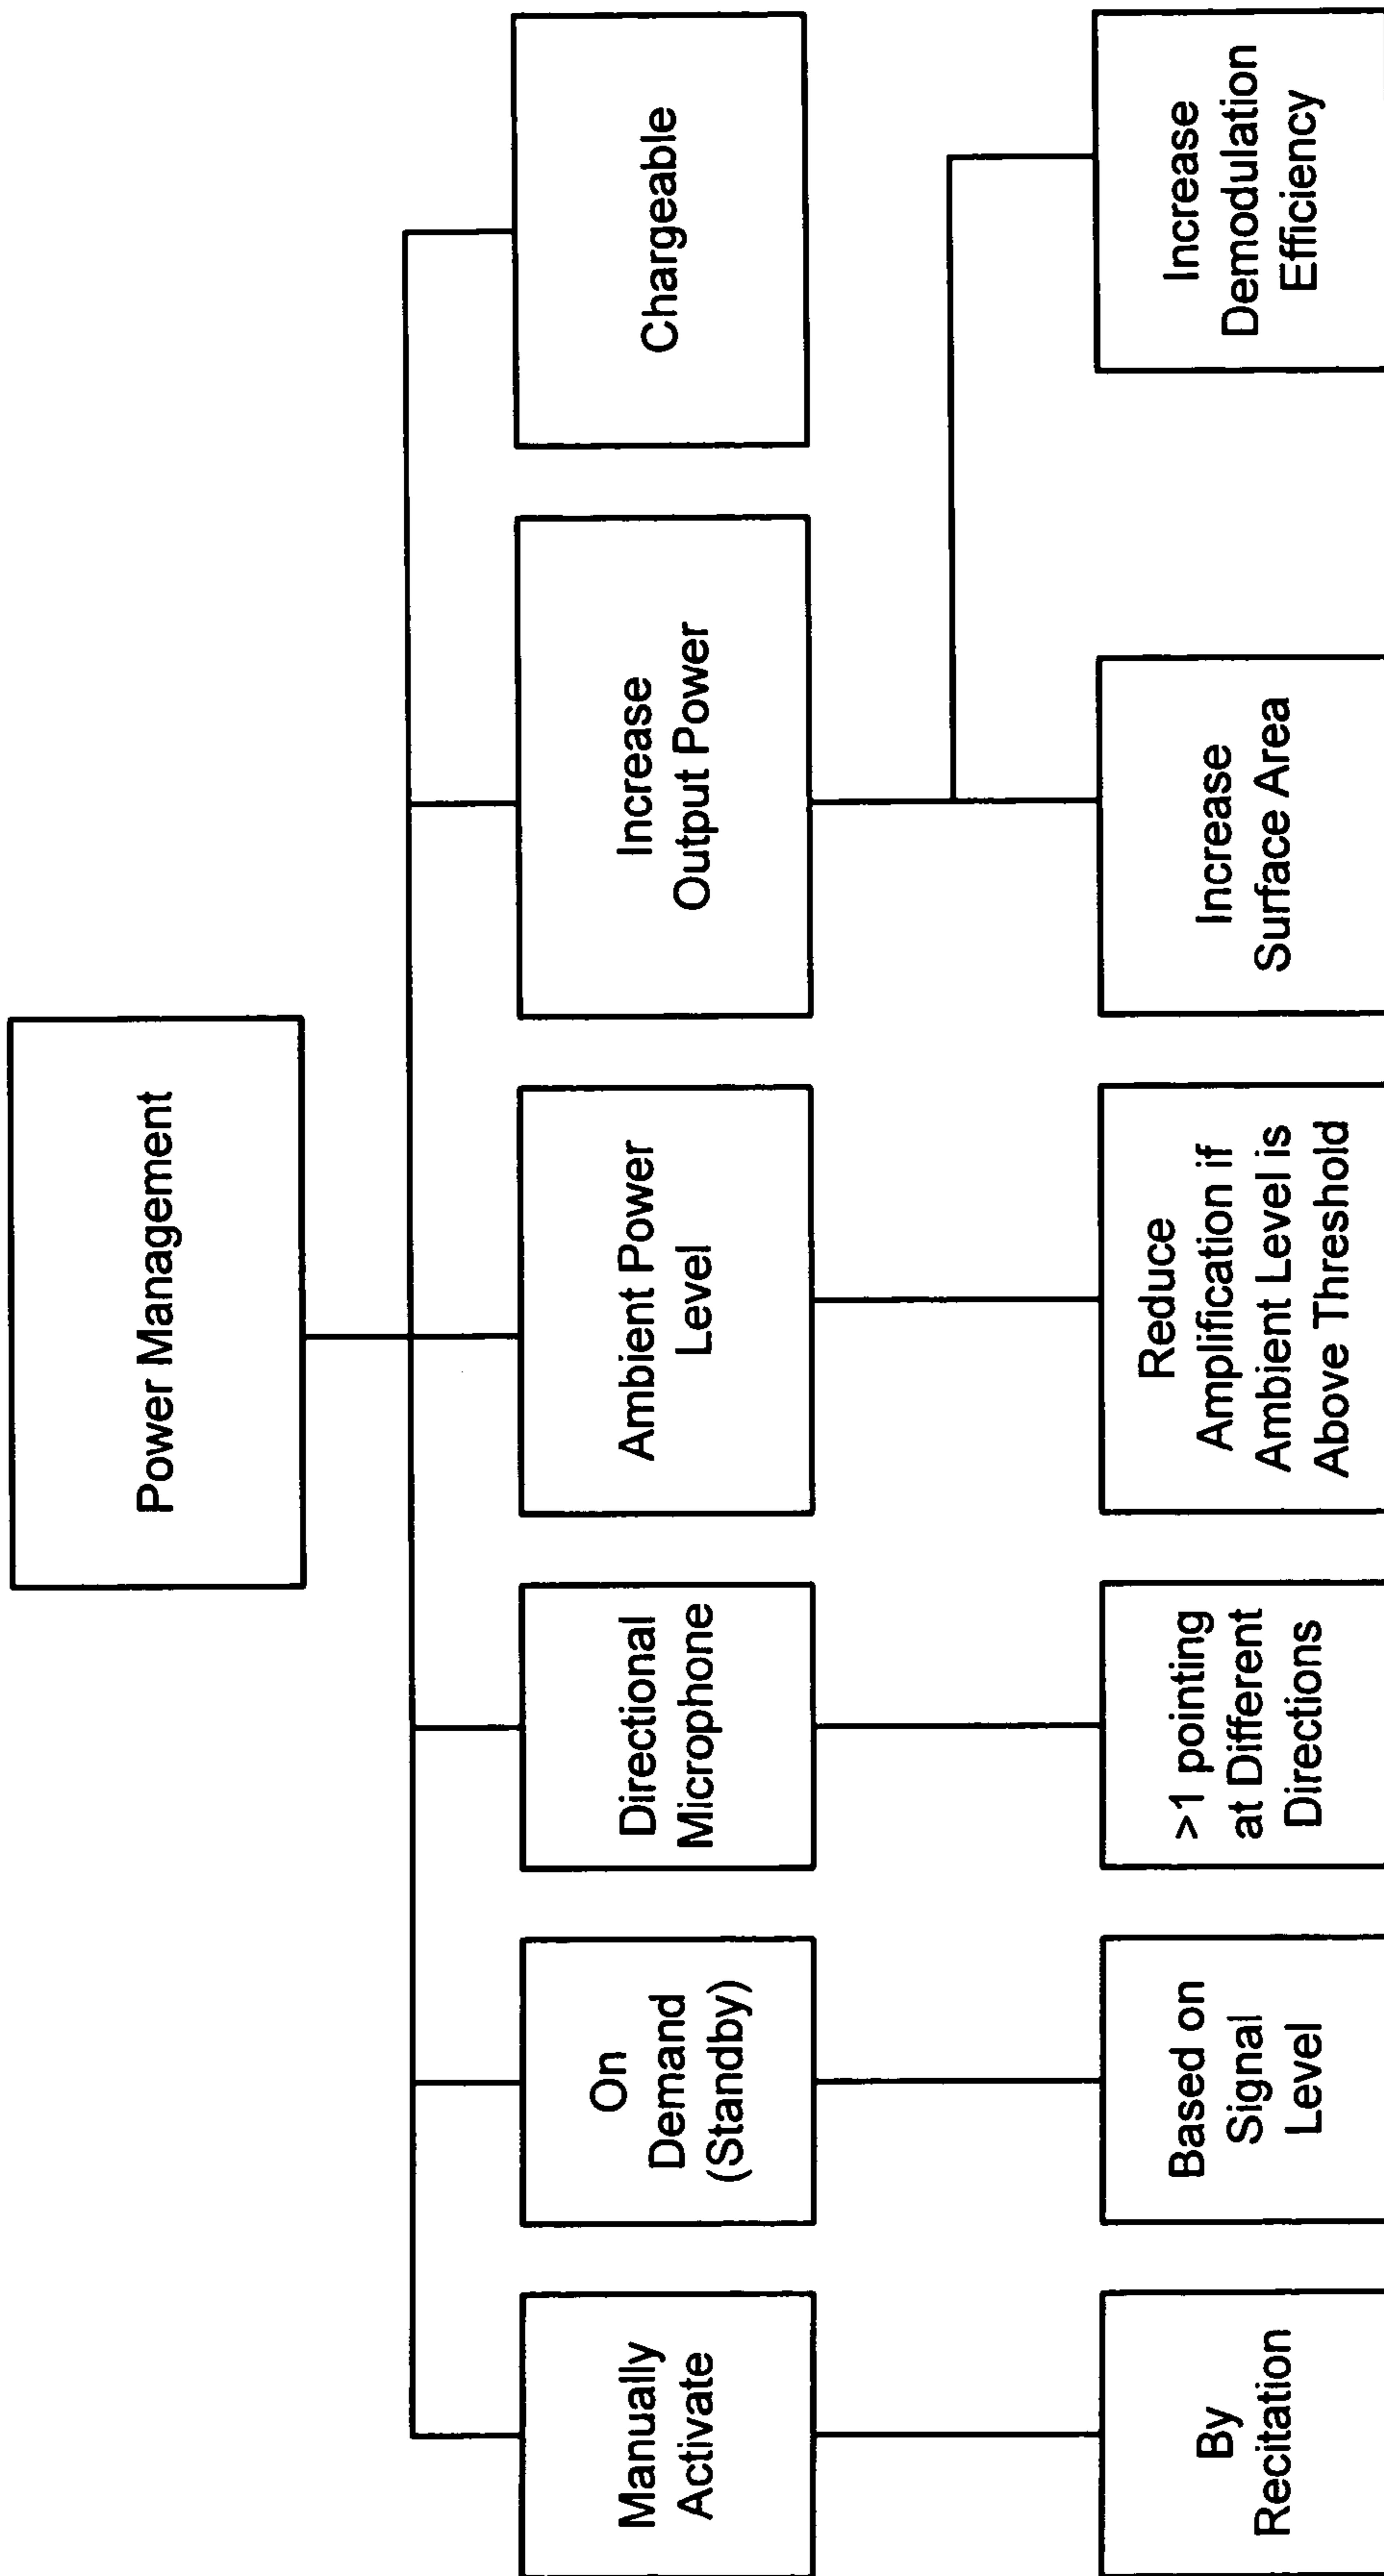 Power Management
Manually
Activate
On
Demand
(Standby)
Directional
Microphone
Ambient Power
Level
Increase
Output Power
Chargeable
By
Recitation
Based on
Signal
Level
>1 pointing
at Different
Directions
Reduce
Amplification if
Ambient Level is
Above Threshold
Increase
Surface Area
Increase
Demodulation
Efficiency